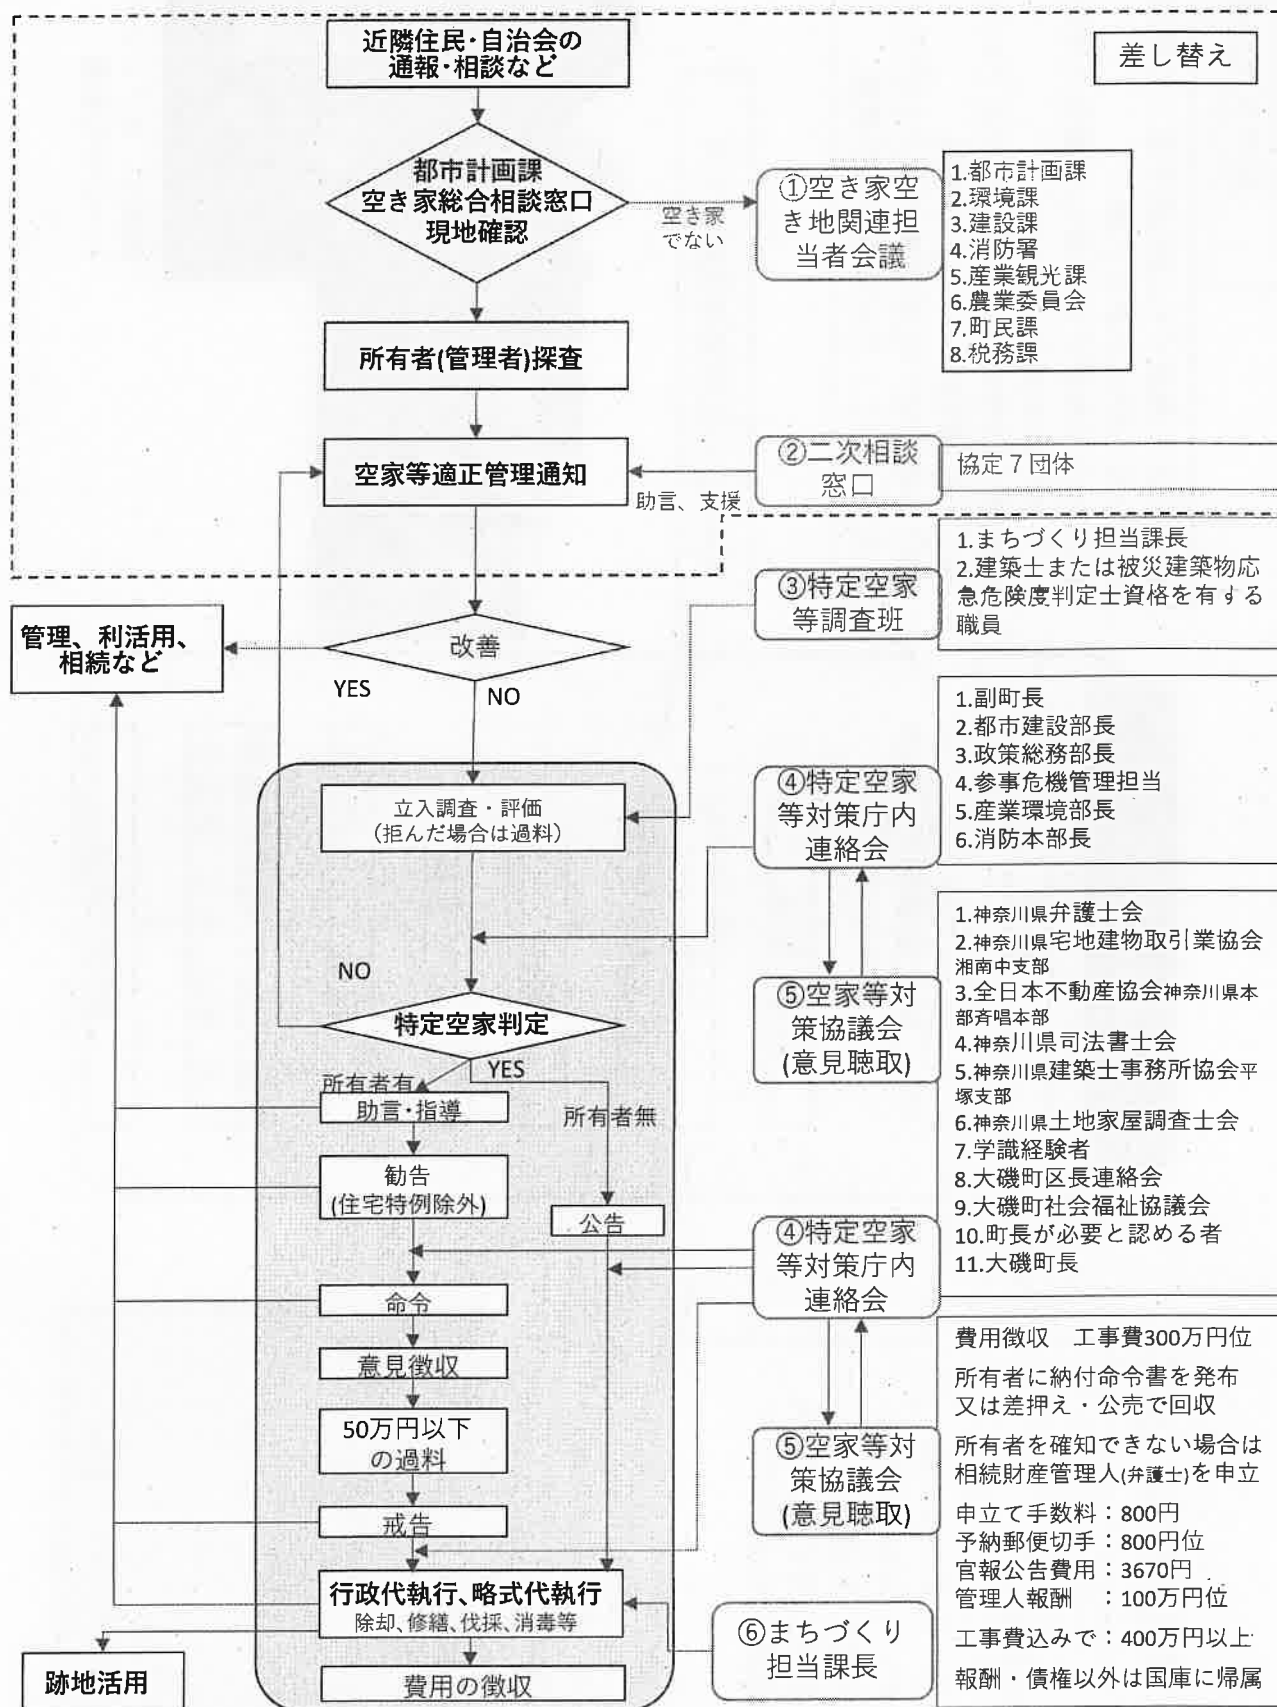 差し替え
近隣住民・自治会の
通報・相談など
都市計画課
空き家総合相談窓口
現地確認
空き家
でない
①空き家空
き地関連担
当者会議
1.都市計画課
2.環境課
3.建設課
4.消防署
5.産業観光課
6.農業委員会
7.町民課
8.税務課
所有者(管理者)探査
空家等適正管理通知
助言、支援
②二次相談
窓口
協定７団体
③特定空家
等調査班
1.まちづくり担当課長
2.建築士または被災建築物応
急危険度判定士資格を有する
職員
改善
YES
NO
管理、利活用、
相続など
立入調査・評価
（拒んだ場合は過料）
④特定空家
等対策庁内
連絡会
1.副町長
2.都市建設部長
3.政策総務部長
4.参事危機管理担当
5.産業環境部長
6.消防本部長
NO
特定空家判定
YES
所有者有
所有者無
⑤空家等対
策協議会
(意見聴取)
1.神奈川県弁護士会
2.神奈川県宅地建物取引業協会
湘南中支部
3.全日本不動産協会神奈川県本
部斉唱本部
4.神奈川県司法書士会
5.神奈川県建築士事務所協会平
塚支部
6.神奈川県土地家屋調査士会
7.学識経験者
8.大磯町区長連絡会
9.大磯町社会福祉協議会
10.町長が必要と認める者
11.大磯町長
助言・指導
勧告
(住宅特例除外)
公告
命令
意見徴収
50万円以下
の過料
戒告
行政代執行、略式代執行
除却、修繕、伐採、消毒等
費用の徴収
跡地活用
④特定空家
等対策庁内
連絡会
⑤空家等対
策協議会
(意見聴取)
⑥まちづくり
担当課長
費用徴収　工事費300万円位
所有者に納付命令書を発布
又は差押え・公売で回収
所有者を確知できない場合は
相続財産管理人(弁護士)を申立
申立て手数料：800円
予納郵便切手：800円位
官報公告費用：3670円
管理人報酬　：100万円位
工事費込みで：400万円以上
報酬・債権以外は国庫に帰属